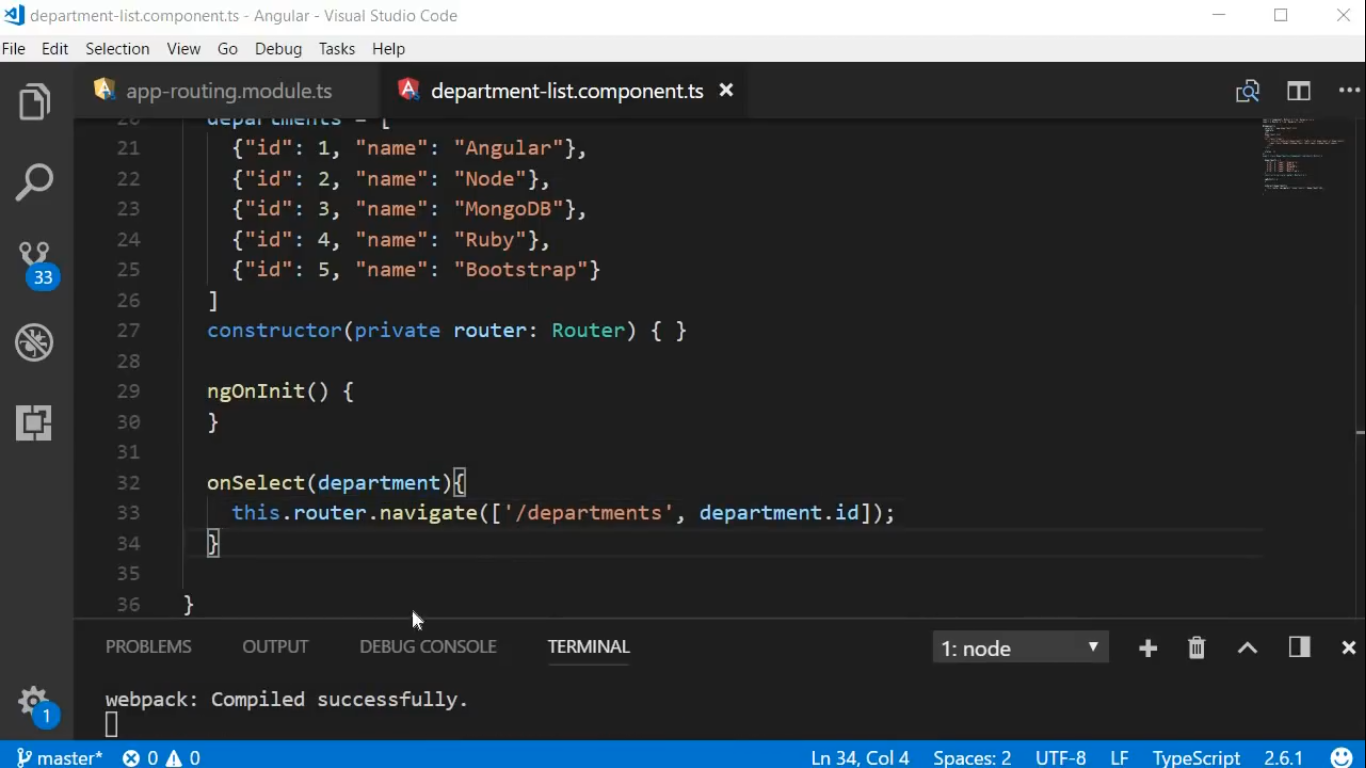 department-list.component.ts - Angular - Visual Studio Code
File Edit Selection View Go Debug Tasks Help
app-routing.module.ts department-list.component.ts
20 departments = [
21 {"id": 1, "name": "Angular"},
22 {"id": 2, "name": "Node"},
23 {"id": 3, "name": "MongoDB"},
24 {"id": 4, "name": "Ruby"},
25 {"id": 5, "name": "Bootstrap"}
26 ]
27 constructor(private router: Router) { }
28
29 ngOnInit() {
30 }
31
32 onSelect(department){
33 this.router.navigate(['/departments', department.id]);
34 }
35
36 }
33
PROBLEMS OUTPUT DEBUG CONSOLE TERMINAL 1: node
webpack: Compiled successfully.
1
master* 0 0 Ln 34, Col 4 Spaces: 2 UTF-8 LF TypeScript 2.6.1